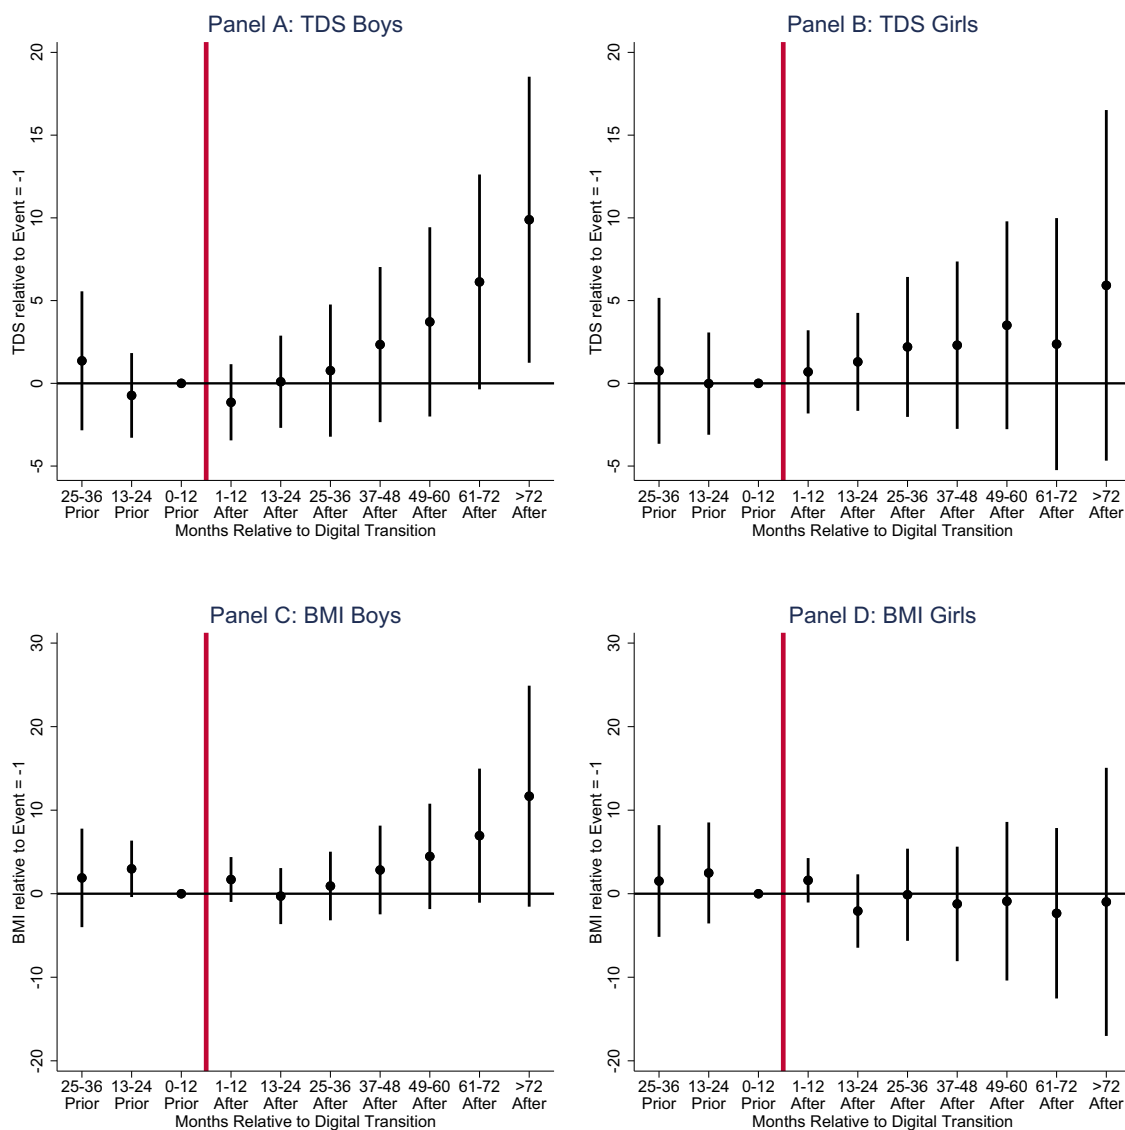 Panel A: TDS Boys
TDS relative to Event = -1
20
15
10
5
0
-5
25-36 13-24 0-12 1-12 13-24 25-36 37-48 49-60 61-72 >72
Prior Prior Prior After After After After After After After
Months Relative to Digital Transition
Panel B: TDS Girls
TDS relative to Event = -1
20
15
10
5
0
-5
25-36 13-24 0-12 1-12 13-24 25-36 37-48 49-60 61-72 >72
Prior Prior Prior After After After After After After After
Months Relative to Digital Transition
Panel C: BMI Boys
BMI relative to Event = -1
30
20
10
0
-10
-20
25-36 13-24 0-12 1-12 13-24 25-36 37-48 49-60 61-72 >72
Prior Prior Prior After After After After After After After
Months Relative to Digital Transition
Panel D: BMI Girls
BMI relative to Event = -1
30
20
10
0
-10
-20
25-36 13-24 0-12 1-12 13-24 25-36 37-48 49-60 61-72 >72
Prior Prior Prior After After After After After After After
Months Relative to Digital Transition